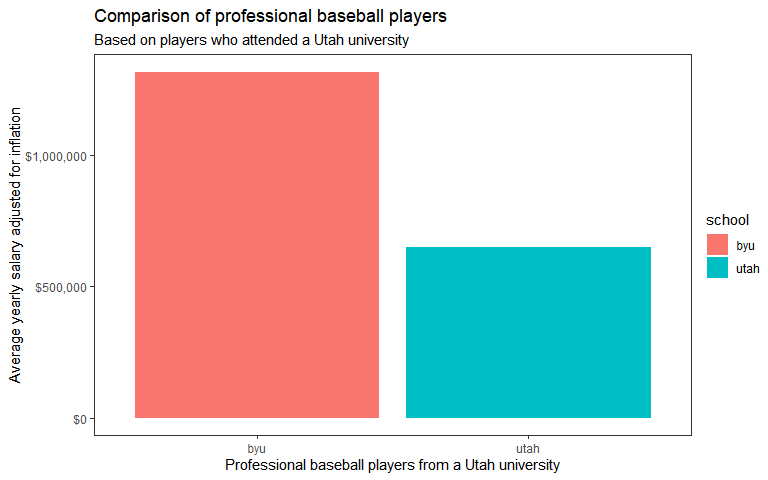 Comparison of professional baseball players
Based on players who attended a Utah university
Average yearly salary adjusted for inflation
$1,000,000
$500,000
$0
byu
utah
Professional baseball players from a Utah university
school
byu
utah